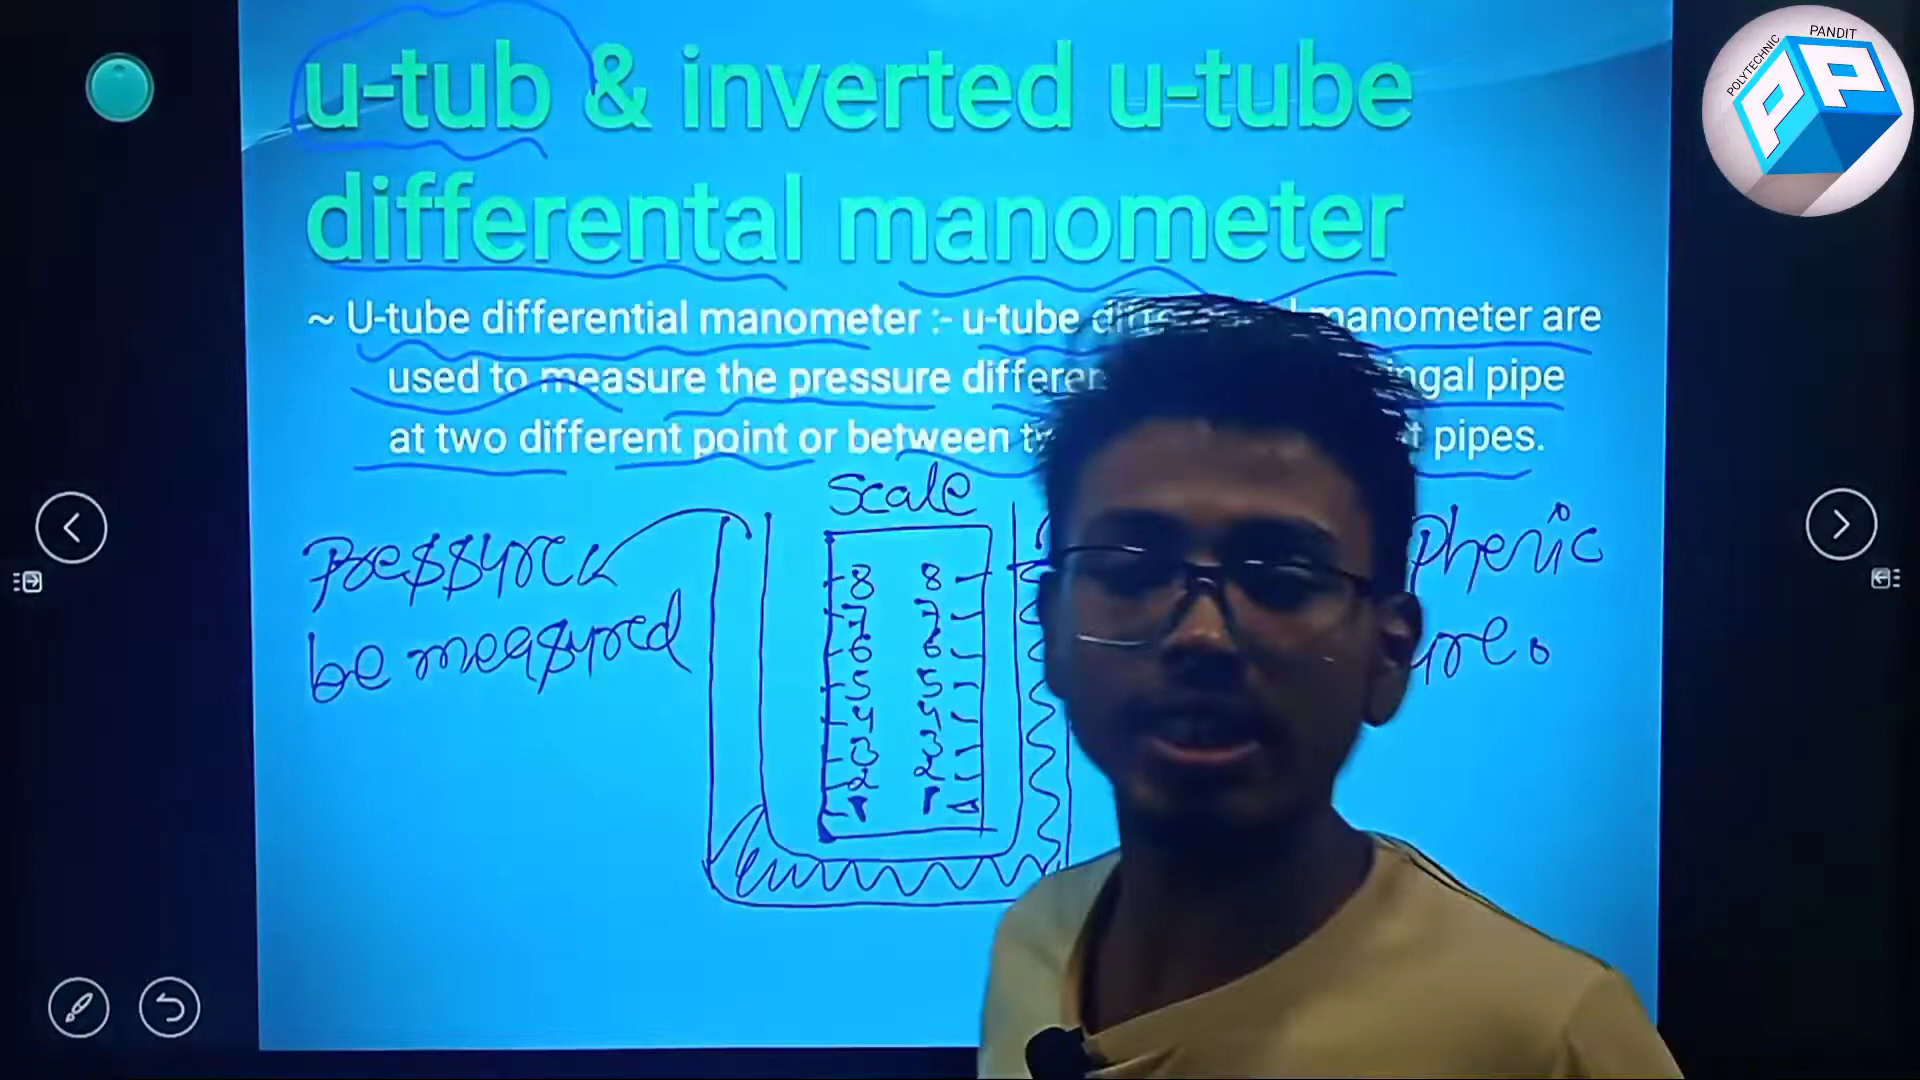 POLYTECHNIC PANDIT
PP
u-tub & inverted u-tube
differental manometer
~ U-tube differential manometer :- u-tube manometer are
used to measure the pressure pipe
at two different point or between pipes.
Scale
Pressure
be measured
8 8
7 7
6 6
5 5
4 4
3 3
2 2
1 1